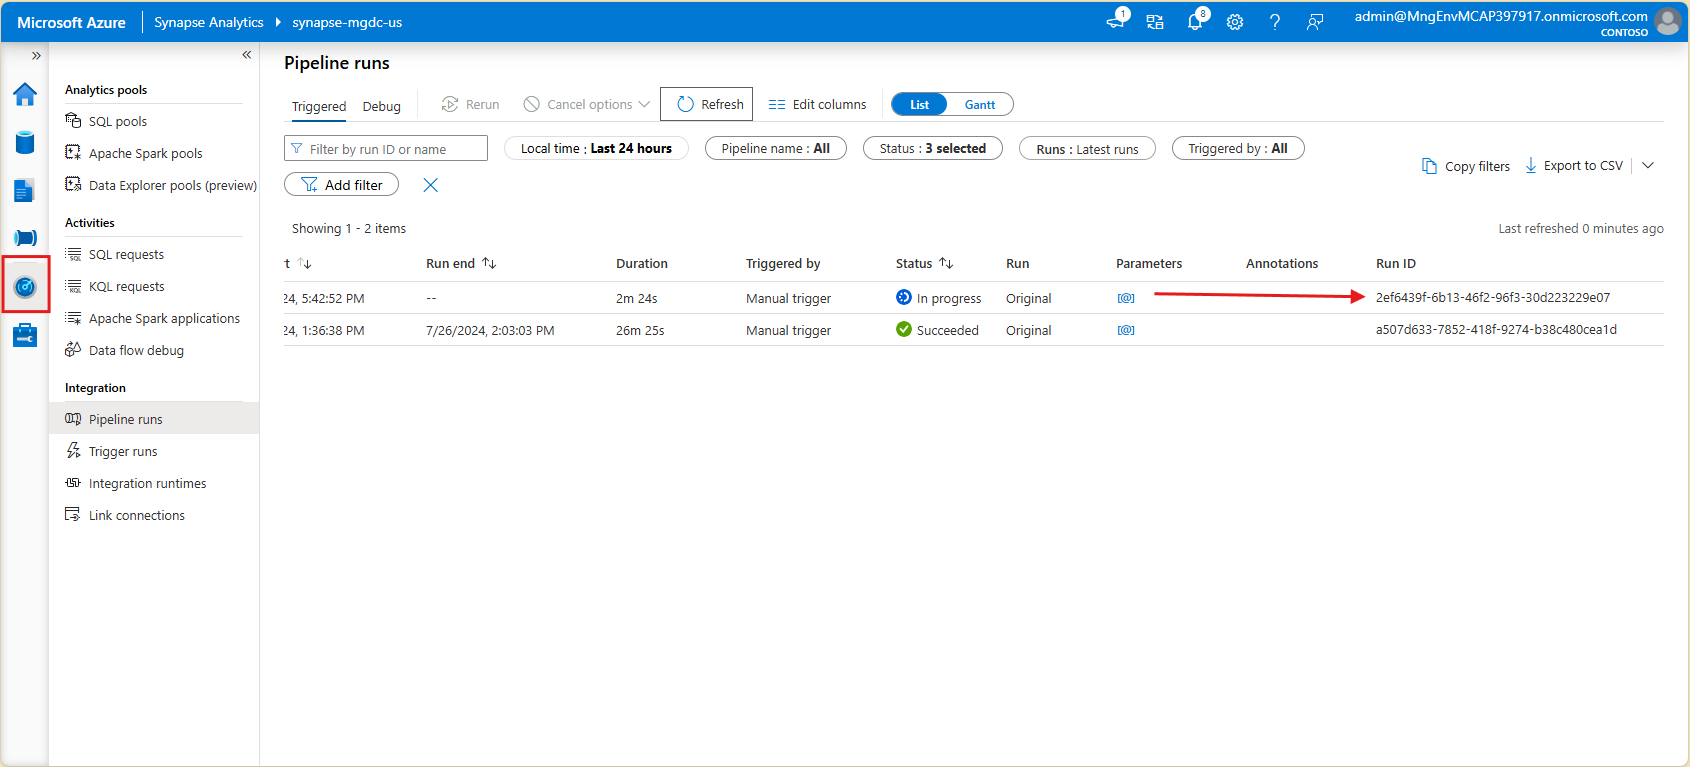 Microsoft Azure
Synapse Analytics
synapse-mgdc-us
1
8
admin@MngEnvMCAP397917.onmicrosoft.com
CONTOSO
Analytics pools
SQL pools
Apache Spark pools
Data Explorer pools (preview)
Activities
SQL requests
KQL requests
Apache Spark applications
Data flow debug
Integration
Pipeline runs
Trigger runs
Integration runtimes
Link connections
Pipeline runs
Triggered Debug Rerun Cancel options Refresh Edit columns List Gantt
Filter by run ID or name Local time : Last 24 hours Pipeline name : All Status : 3 selected Runs : Latest runs Triggered by : All
Copy filters Export to CSV
Add filter
Showing 1 - 2 items Last refreshed 0 minutes ago
t Run end Duration Triggered by Status Run Parameters Annotations Run ID
24, 5:42:52 PM -- 2m 24s Manual trigger In progress Original [@] 2ef6439f-6b13-46f2-96f3-30d223229e07
24, 1:36:38 PM 7/26/2024, 2:03:03 PM 26m 25s Manual trigger Succeeded Original [@] a507d633-7852-418f-9274-b38c480cea1d